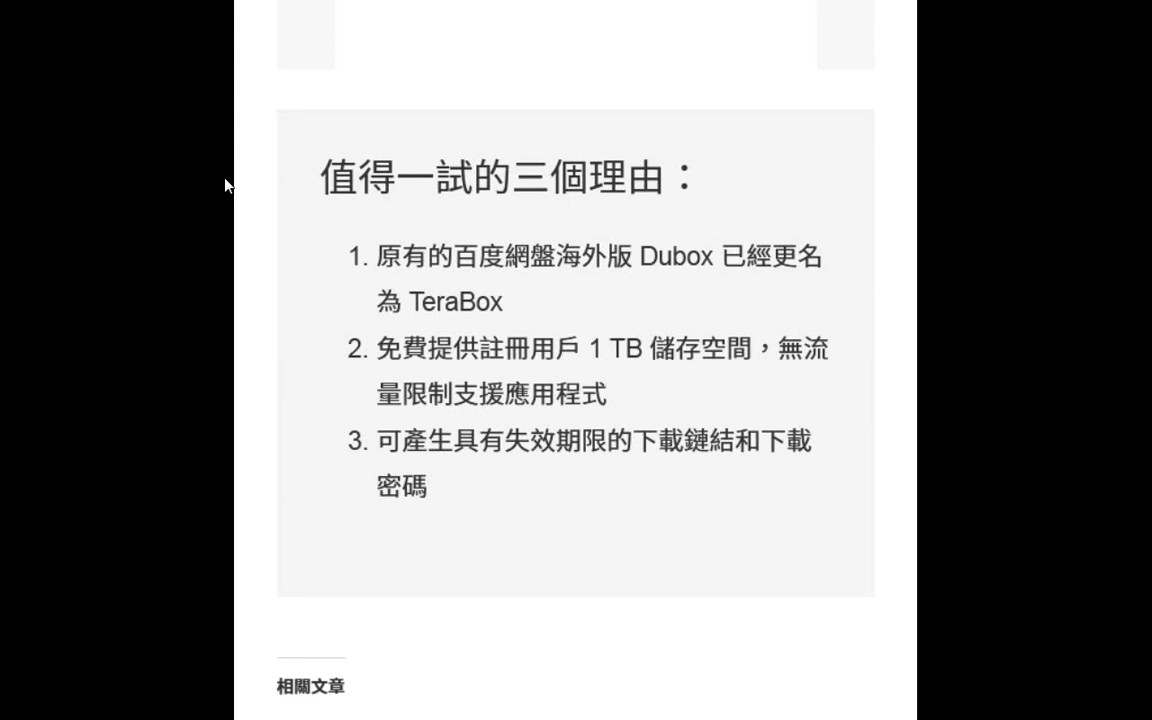 值得一試的三個理由：
1. 原有的百度網盤海外版 Dubox 已經更名
為 TeraBox
2. 免費提供註冊用戶 1 TB 儲存空間，無流
量限制支援應用程式
3. 可產生具有失效期限的下載鏈結和下載
密碼
相關文章